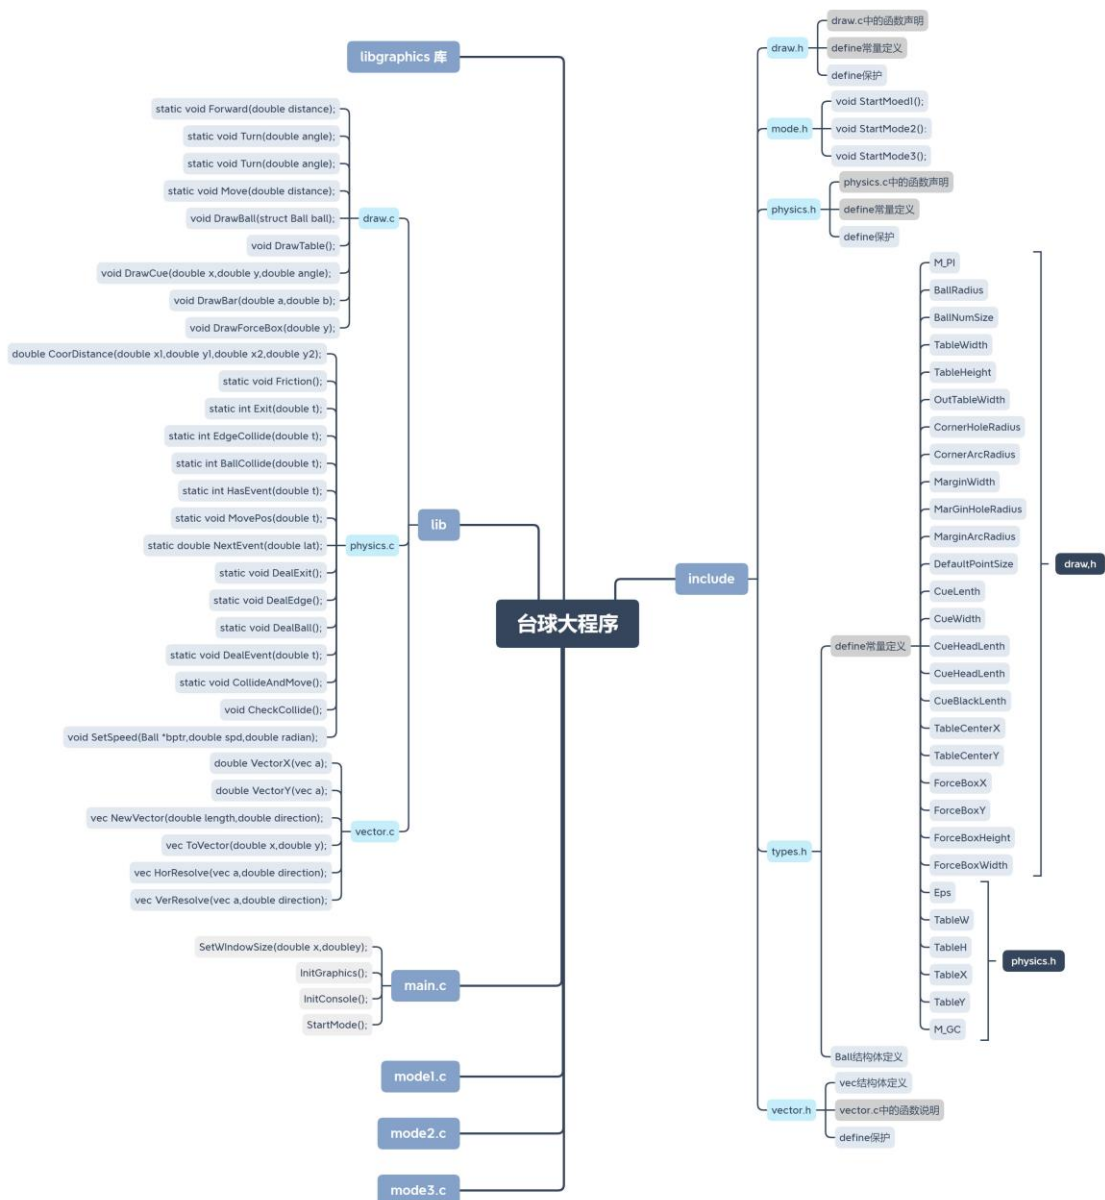 libgraphics 库
static void Forward(double distance);
static void Turn(double angle);
static void Turn(double angle);
static void Move(double distance);
void DrawBall(struct Ball ball);
void DrawTable();
void DrawCue(double x,double y,double angle);
void DrawBar(double a,double b);
void DrawForceBox(double y);
draw.c
double CoorDistance(double x1,double y1,double x2,double y2);
static void Friction();
static int Exit(double t);
static int EdgeCollide(double t);
static int BallCollide(double t);
static int HasEvent(double t);
static void MovePos(double t);
static double NextEvent(double lat);
static void DealExit();
static void DealEdge();
static void DealBall();
static void DealEvent(double t);
static void CollideAndMove();
void CheckCollide();
void SetSpeed(Ball *bptr,double spd,double radian);
physics.c
double VectorX(vec a);
double VectorY(vec a);
vec NewVector(double length,double direction);
vec ToVector(double x,double y);
vec HorResolve(vec a,double direction);
vec VerResolve(vec a,double direction);
vector.c
lib
SetWIndowSize(double x,doubley);
InitGraphics();
InitConsole();
StartMode();
main.c
mode1.c
mode2.c
mode3.c
台球大程序
include
draw.h
draw.c中的函数声明
define常量定义
define保护
mode.h
void StartMoed1();
void StartMode2():
void StartMode3();
physics.h
physics.c中的函数声明
define常量定义
define保护
types.h
define常量定义
M_PI
BallRadius
BallNumSize
TableWidth
TableHeight
OutTableWidth
CornerHoleRadius
CornerArcRadius
MarginWidth
MarGinHoleRadius
MarginArcRadius
DefaultPointSize
CueLenth
CueWidth
CueHeadLenth
CueHeadLenth
CueBlackLenth
TableCenterX
TableCenterY
ForceBoxX
ForceBoxY
ForceBoxHeight
ForceBoxWidth
draw,h
Eps
TableW
TableH
TableX
TableY
M_GC
physics.h
Ball结构体定义
vector.h
vec结构体定义
vector.c中的函数说明
define保护